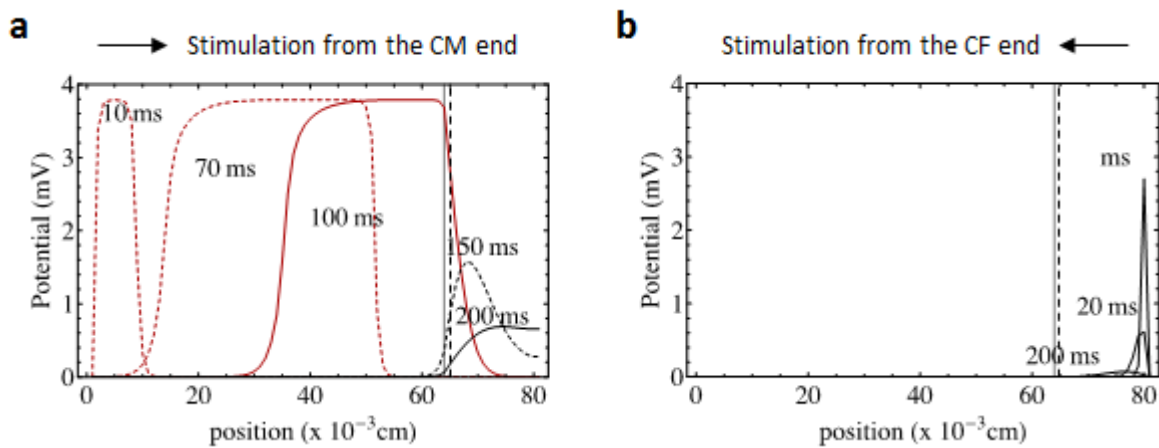 a
Stimulation from the CM end
4
3
2
1
0
Potential (mV)
10 ms
70 ms
100 ms
150 ms
200 ms
0
20
40
60
80
position (x 10⁻³cm)
b
Stimulation from the CF end
4
3
2
1
0
Potential (mV)
ms
20 ms
200 ms
0
20
40
60
80
position (x 10⁻³cm)